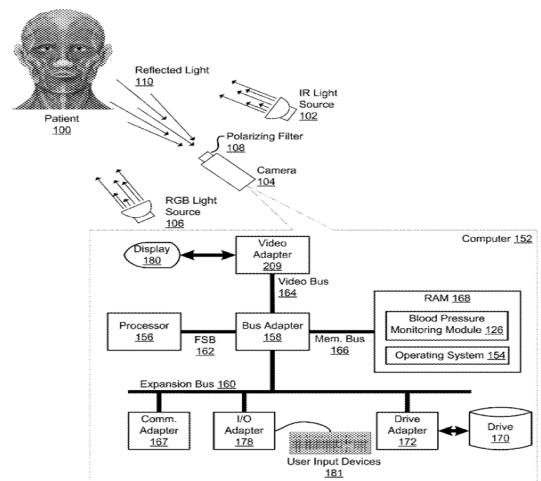 Reflected Light
110
IR Light
Source
102
Patient
100
Polarizing Filter
108
Camera
104
RGB Light
Source
106
Computer 152
Display
180
Video
Adapter
209
Video Bus
164
RAM 168
Blood Pressure
Monitoring Module 126
Operating System 154
Processor
156
FSB
162
Bus Adapter
158
Mem. Bus
166
Expansion Bus 160
Comm.
Adapter
167
I/O
Adapter
178
User Input Devices
181
Drive
Adapter
172
Drive
170